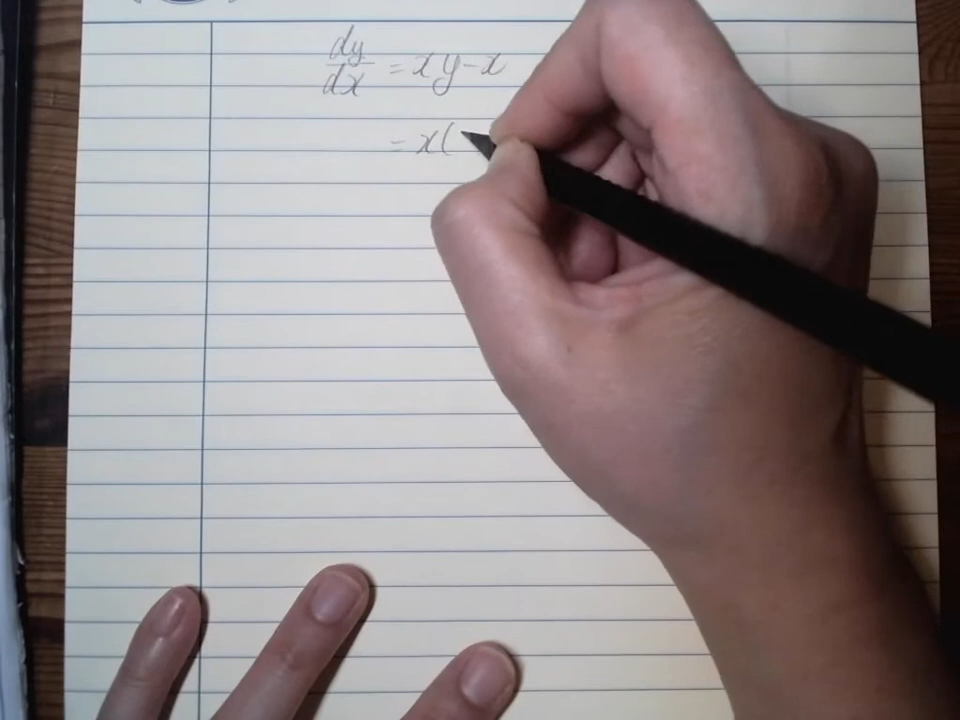 dy/dx = xy-x
= x(